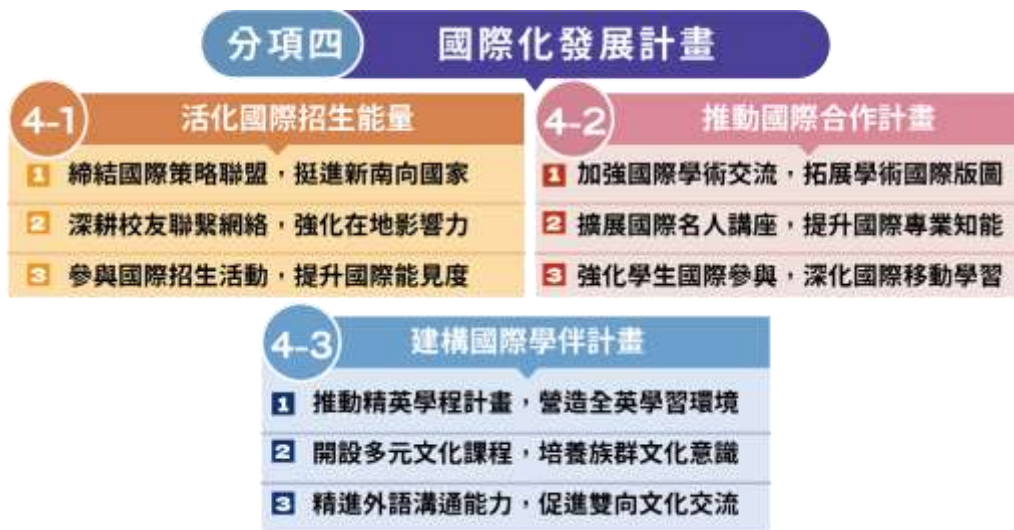 分項四 國際化發展計畫
4-1 活化國際招生能量
1 締結國際策略聯盟，挺進新南向國家
2 深耕校友聯繫網絡，強化在地影響力
3 參與國際招生活動，提升國際能見度
4-2 推動國際合作計畫
1 加強國際學術交流，拓展學術國際版圖
2 擴展國際名人講座，提升國際專業知能
3 強化學生國際參與，深化國際移動學習
4-3 建構國際學伴計畫
1 推動精英學程計畫，營造全英學習環境
2 開設多元文化課程，培養族群文化意識
3 精進外語溝通能力，促進雙向文化交流